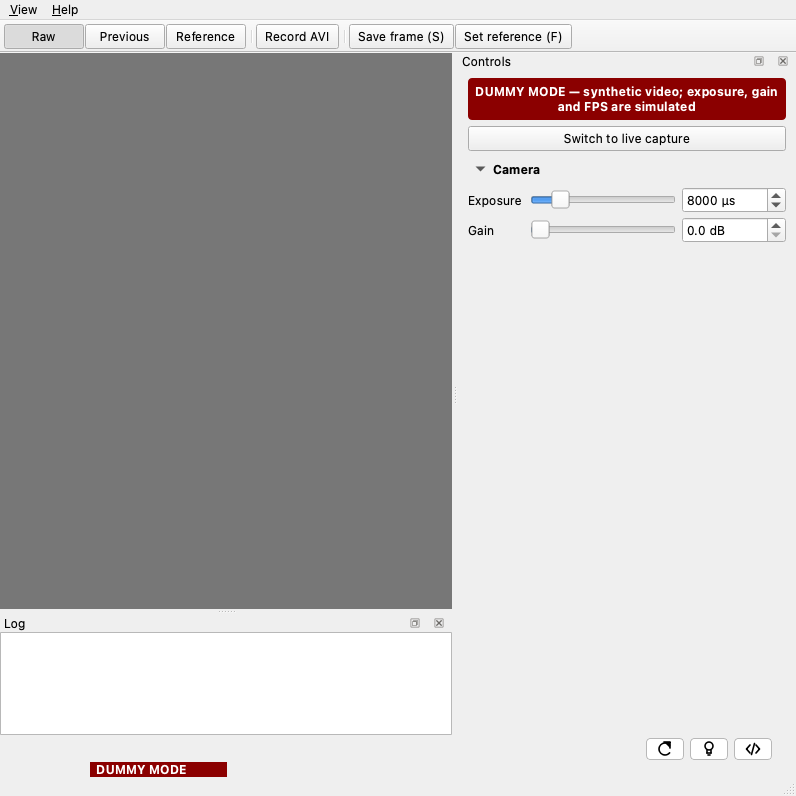 View Help
Raw Previous Reference Record AVI Save frame (S) Set reference (F)
Controls
DUMMY MODE — synthetic video; exposure, gain
and FPS are simulated
Switch to live capture
Camera
Exposure 8000 µs
Gain 0.0 dB
Log
DUMMY MODE